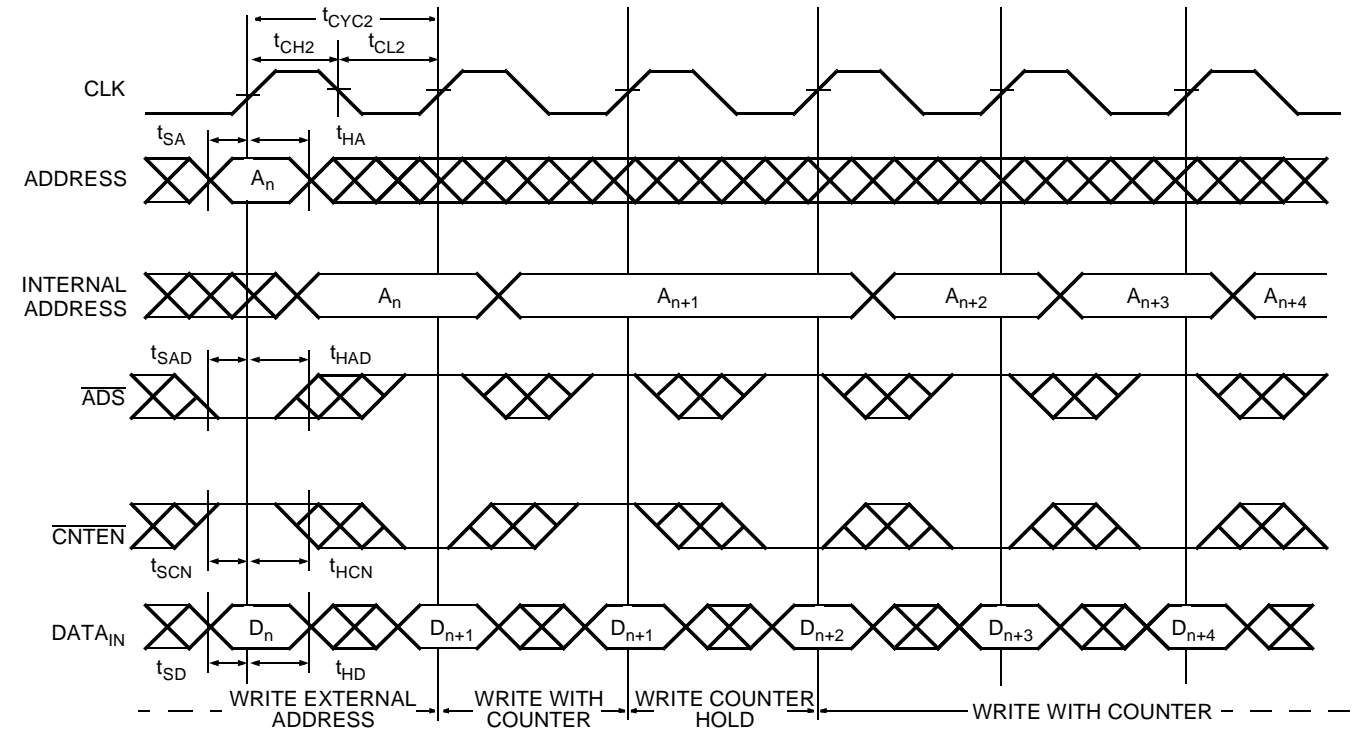 tCYC2
tCH2 tCL2
CLK
tSA tHA
ADDRESS An
INTERNAL
ADDRESS
An An+1 An+2 An+3 An+4
tSAD tHAD
ADS
CNTEN
tSCN tHCN
DATAIN Dn Dn+1 Dn+1 Dn+2 Dn+3 Dn+4
tSD tHD
WRITE EXTERNAL
ADDRESS
WRITE WITH
COUNTER
WRITE COUNTER
HOLD
WRITE WITH COUNTER